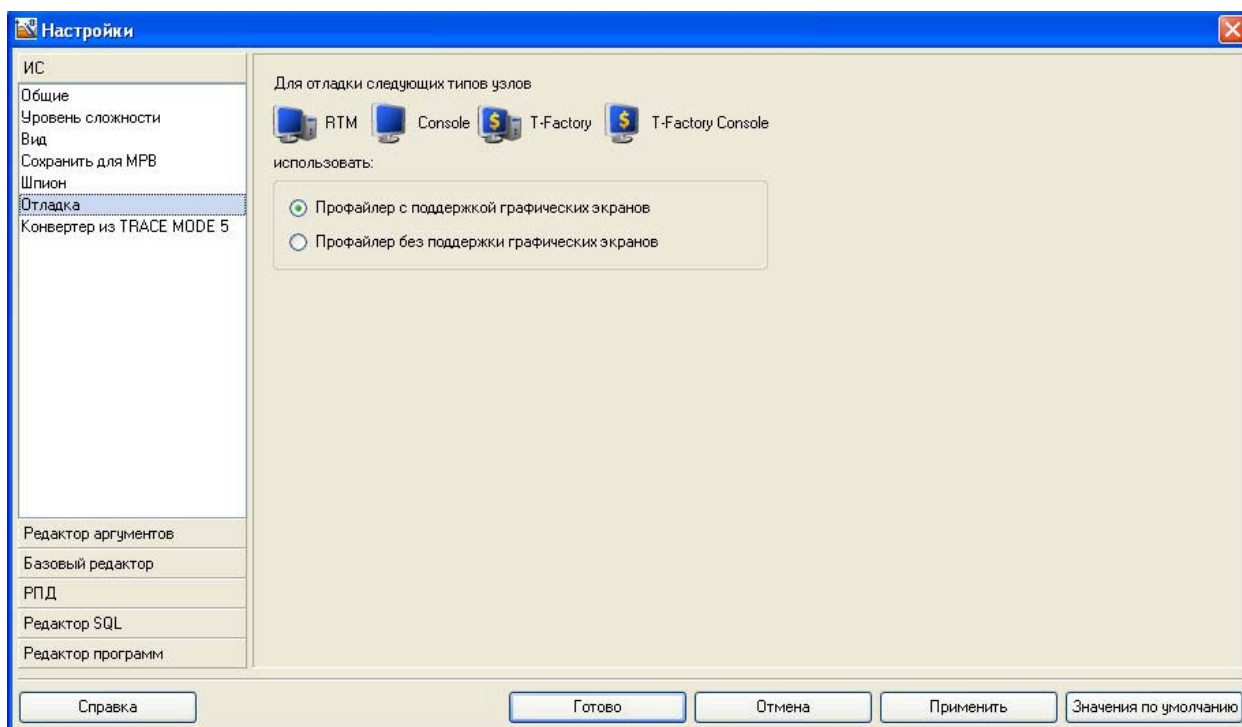 Настройки
ИС
Общие
Уровень сложности
Вид
Сохранить для МРВ
Шпион
Отладка
Конвертер из TRACE MODE 5
Редактор аргументов
Базовый редактор
РПД
Редактор SQL
Редактор программ
Для отладки следующих типов узлов
RTM Console T-Factory T-Factory Console
использовать:
Профайлер с поддержкой графических экранов
Профайлер без поддержки графических экранов
Справка Готово Отмена Применить Значения по умолчанию